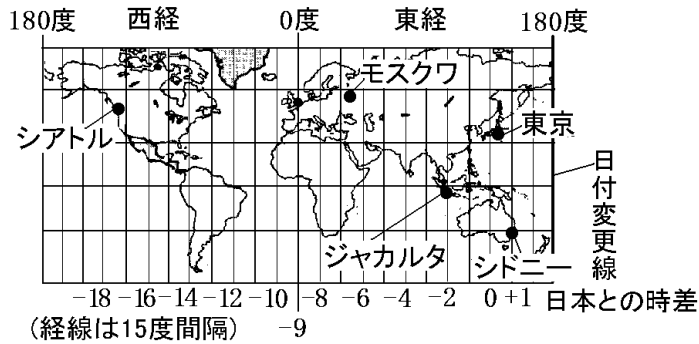 180度 西経 0度 東経 180度
モスクワ
シアトル
東京
日付変更線
ジャカルタ
シドニー
-18 -16 -14 -12 -10 -8 -6 -4 -2 0 +1 日本との時差
(経線は15度間隔) -9